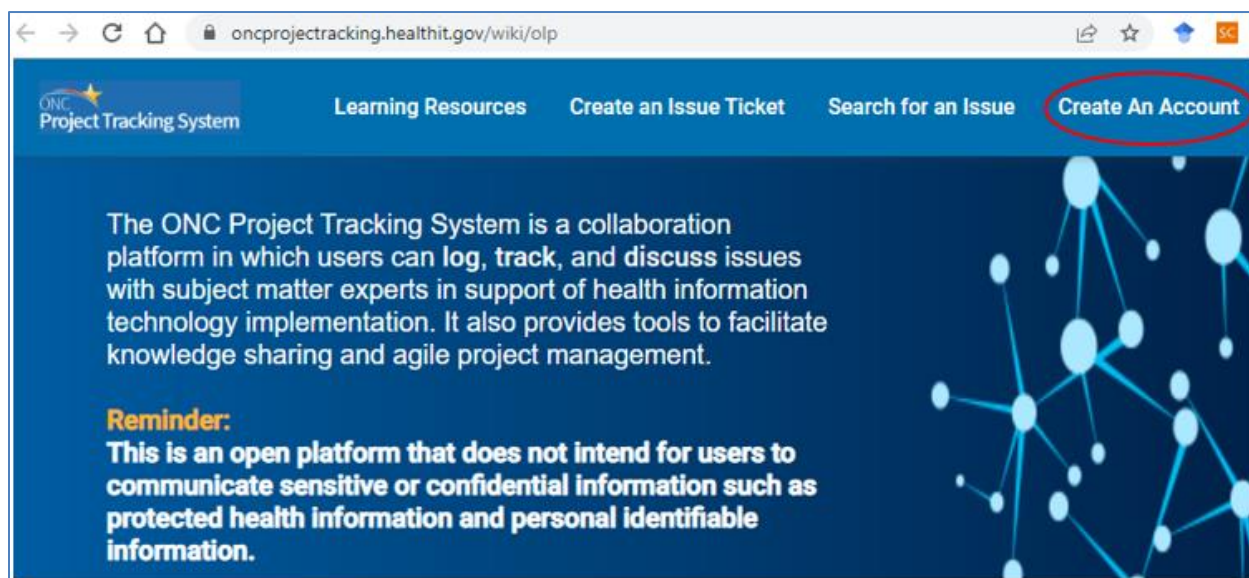 oncprojectracking.healthit.gov/wiki/olp
SC
ONC
Project Tracking System
Learning Resources
Create an Issue Ticket
Search for an Issue
Create An Account
The ONC Project Tracking System is a collaboration
platform in which users can log, track, and discuss issues
with subject matter experts in support of health information
technology implementation. It also provides tools to facilitate
knowledge sharing and agile project management.
Reminder:
This is an open platform that does not intend for users to
communicate sensitive or confidential information such as
protected health information and personal identifiable
information.